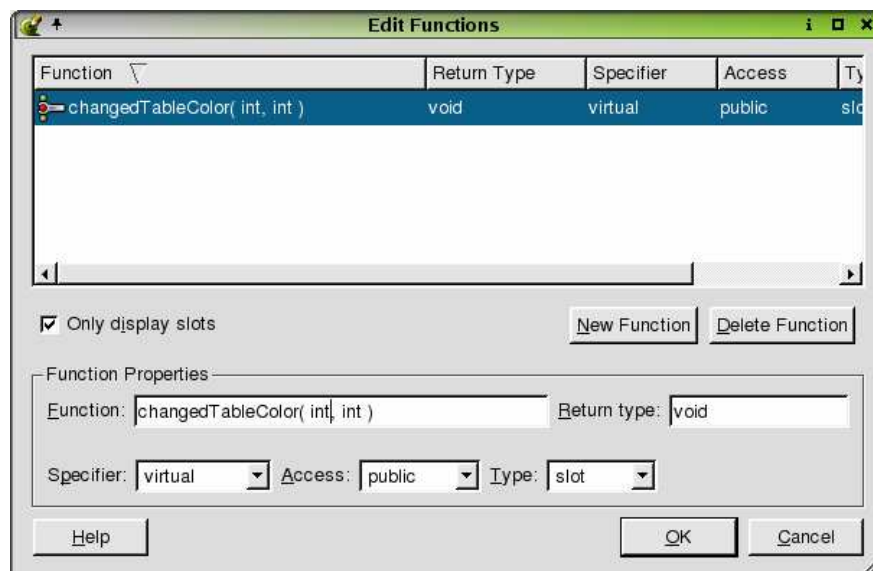 Edit Functions
Function Return Type Specifier Access Ty
changedTableColor( int, int ) void virtual public slo
Only display slots New Function Delete Function
Function Properties
Function: changedTableColor( int, int ) Return type: void
Specifier: virtual Access: public Type: slot
Help OK Cancel